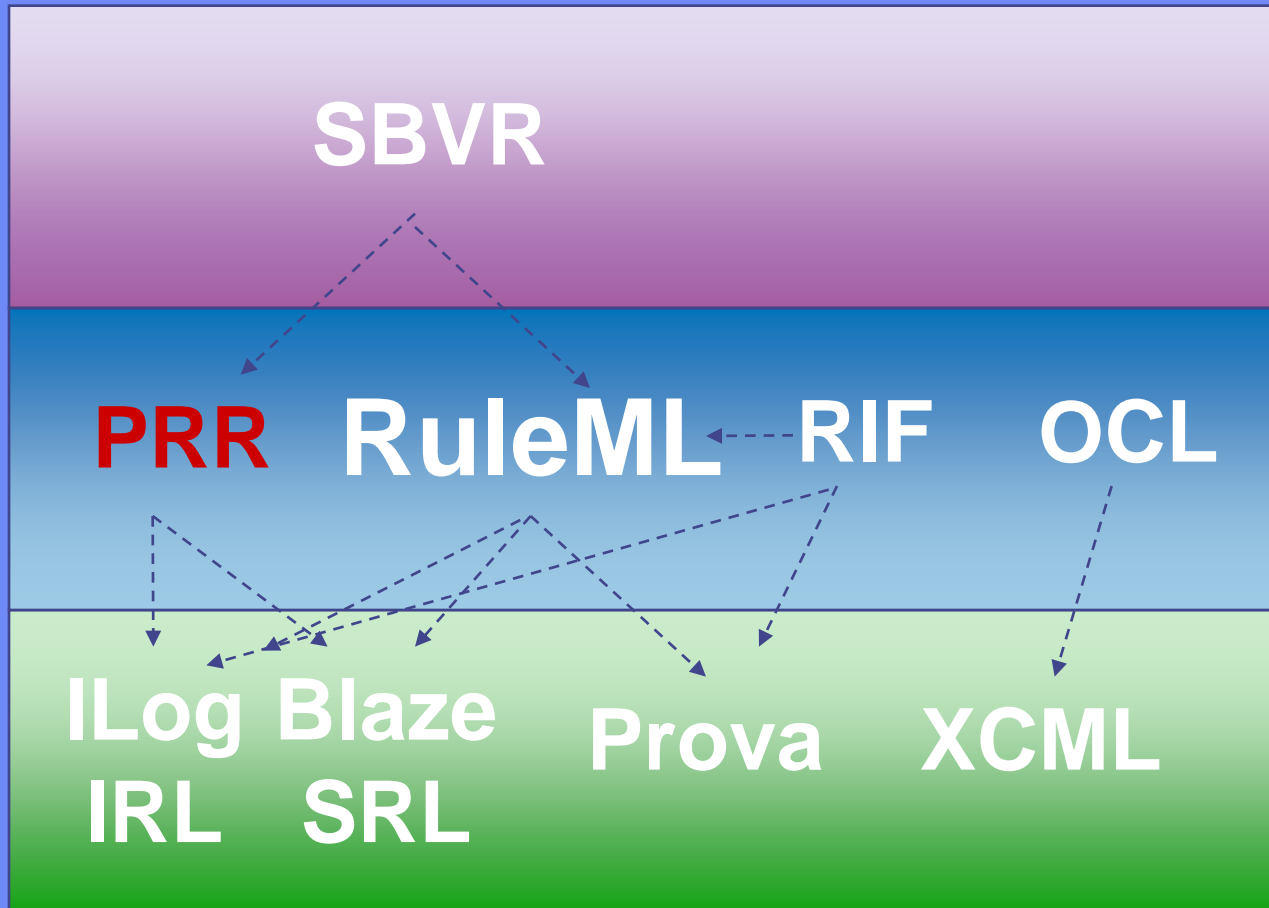 SBVR
PRR RuleML RIF OCL
ILog Blaze
IRL SRL
Prova XCML